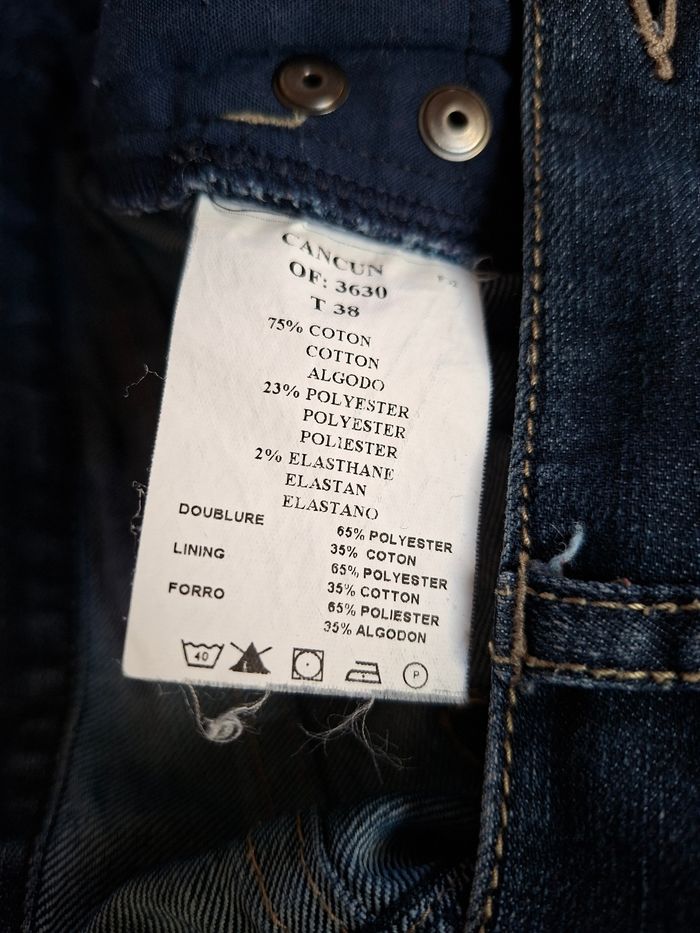 CANCUN
OF: 3630
T 38
75% COTON
COTTON
ALGODO
23% POLYESTER
POLYESTER
POLIESTER
2% ELASTHANE
ELASTAN
ELASTANO
DOUBLURE 65% POLYESTER
35% COTON
LINING 65% POLYESTER
35% COTTON
FORRO 65% POLIESTER
35% ALGODON
40
P